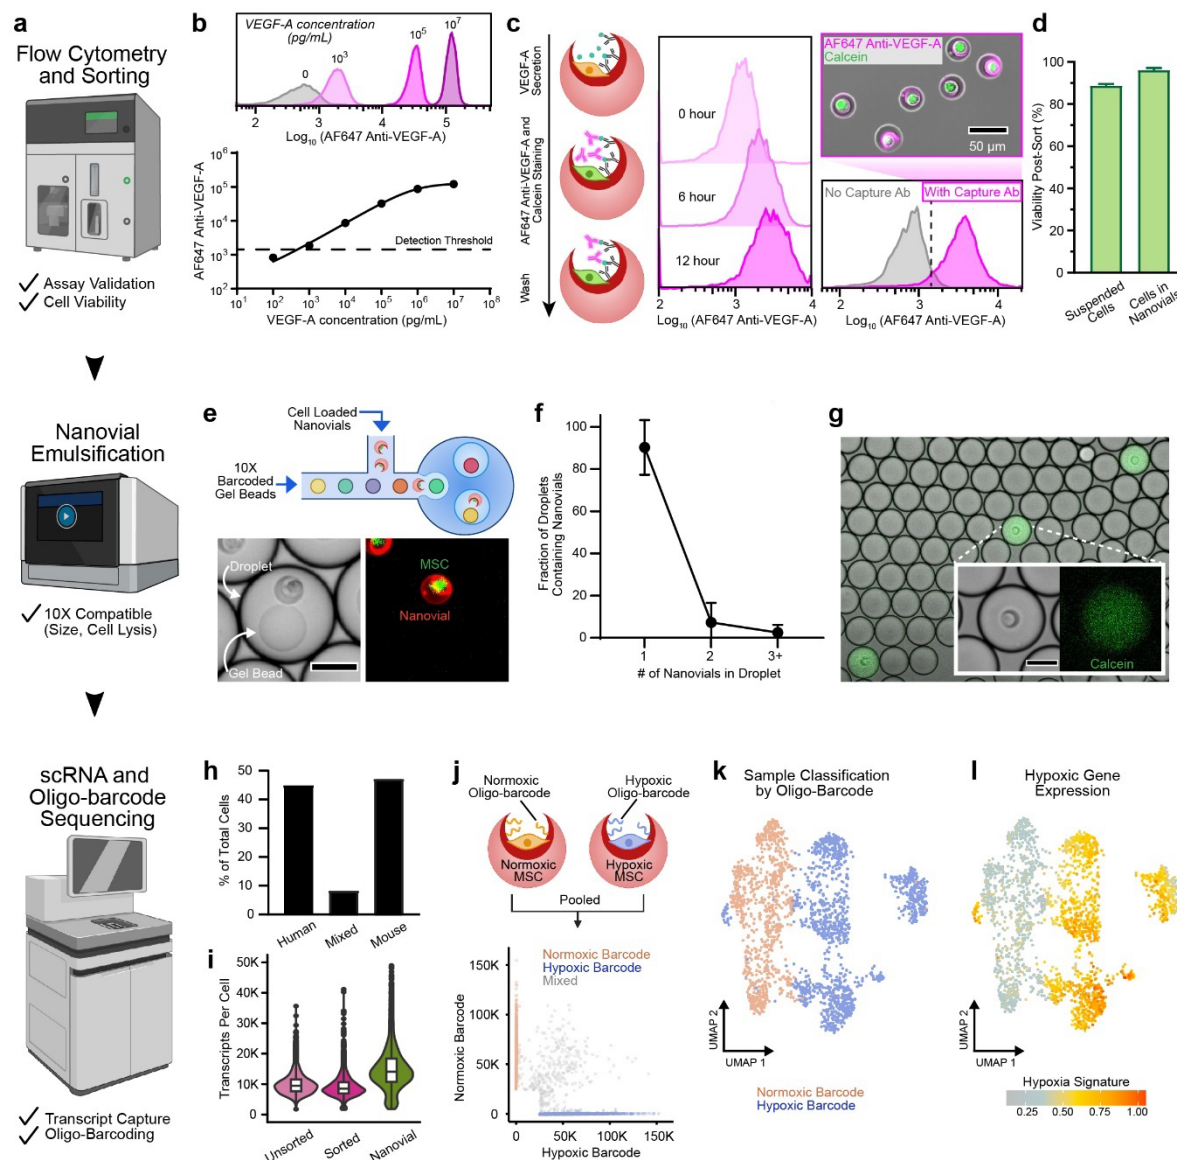 a
Flow Cytometry
and Sorting
Assay Validation
Cell Viability
b
VEGF-A concentration
(pg/mL)
0
10³
10⁵
10⁷
2
3
4
5
Log₁₀ (AF647 Anti-VEGF-A)
AF647 Anti-VEGF-A
10⁶
10⁵
10⁴
10³
10²
Detection Threshold
10¹
10²
10³
10⁴
10⁵
10⁶
10⁷
10⁸
VEGF-A concentration (pg/mL)
c
VEGF-A
Secretion
AF647 Anti-VEGF-A and
Calcein Staining
Wash
0 hour
6 hour
12 hour
2
3
4
Log₁₀ (AF647 Anti-VEGF-A)
AF647 Anti-VEGF-A
Calcein
50 µm
No Capture Ab
With Capture Ab
2
3
4
Log₁₀ (AF647 Anti-VEGF-A)
d
Viability Post-Sort (%)
100
80
60
40
20
0
Suspended
Cells
Cells in
Nanovials
Nanovial
Emulsification
10X Compatible
(Size, Cell Lysis)
e
Cell Loaded
Nanovials
10X
Barcoded
Gel Beads
Droplet
Gel Bead
MSC
Nanovial
f
Fraction of Droplets
Containing Nanovials
100
80
60
40
20
0
1
2
3+
# of Nanovials in Droplet
g
Calcein
scRNA and
Oligo-barcode
Sequencing
Transcript Capture
Oligo-Barcoding
h
% of Total Cells
50
40
30
20
10
0
Human
Mixed
Mouse
i
Transcripts Per Cell
50K
40K
30K
20K
10K
0
Unsorted
Sorted
Nanovial
j
Normoxic
Oligo-barcode
Hypoxic
Oligo-barcode
Normoxic
MSC
Hypoxic
MSC
Pooled
Normoxic Barcode
Hypoxic Barcode
Mixed
Normoxic Barcode
150K
100K
50K
0
0
50K
100K
150K
Hypoxic Barcode
k
Sample Classification
by Oligo-Barcode
UMAP 2
UMAP 1
Normoxic Barcode
Hypoxic Barcode
l
Hypoxic Gene
Expression
UMAP 2
UMAP 1
Hypoxia Signature
0.25
0.50
0.75
1.00